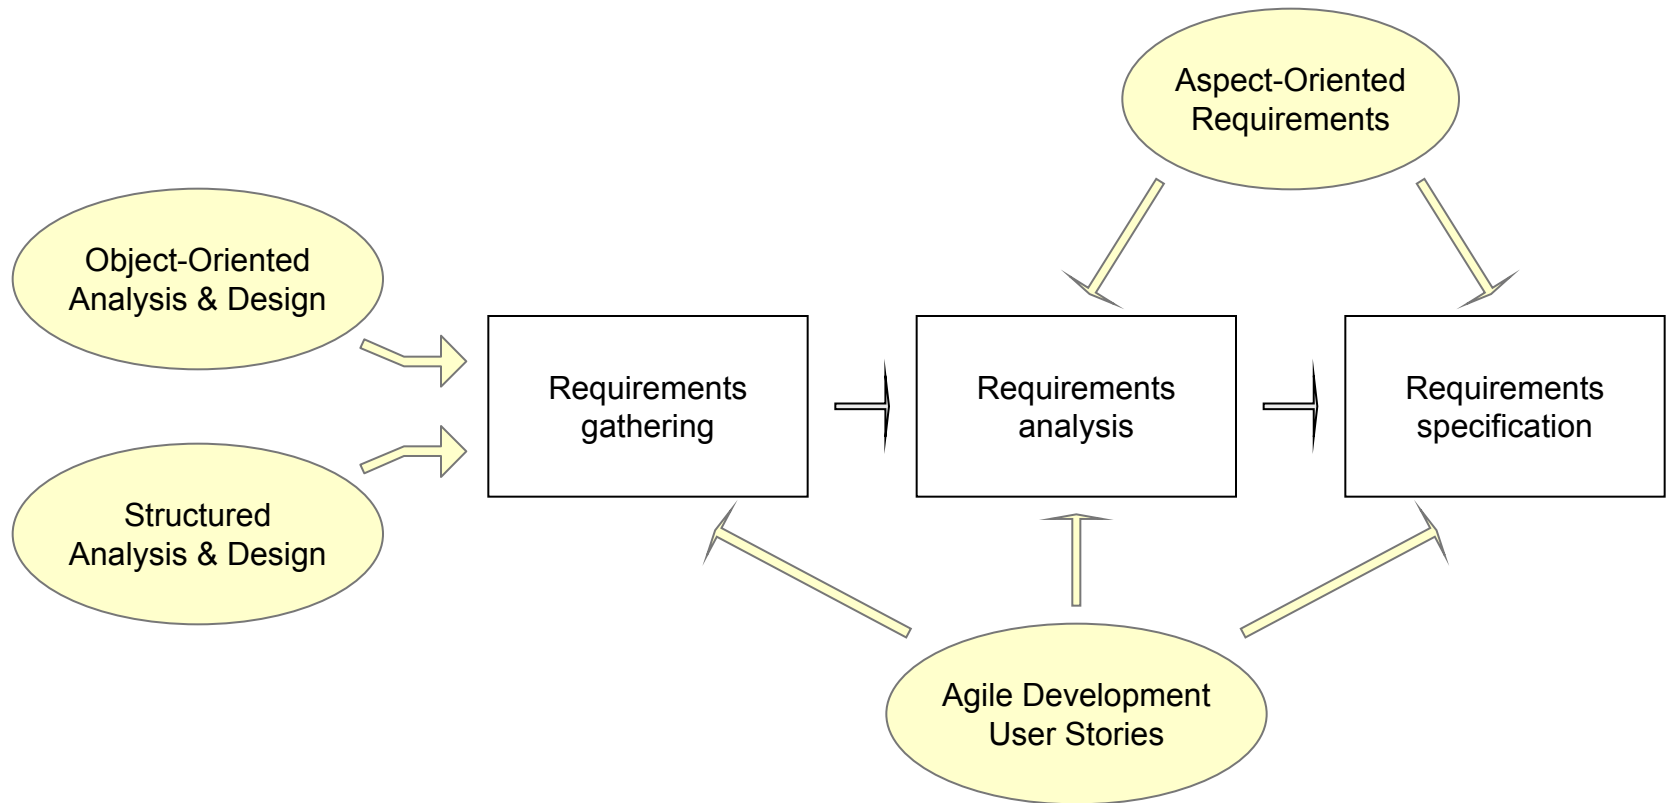 Aspect-Oriented
Requirements
Object-Oriented
Analysis & Design
Structured
Analysis & Design
Requirements
gathering
Requirements
analysis
Requirements
specification
Agile Development
User Stories